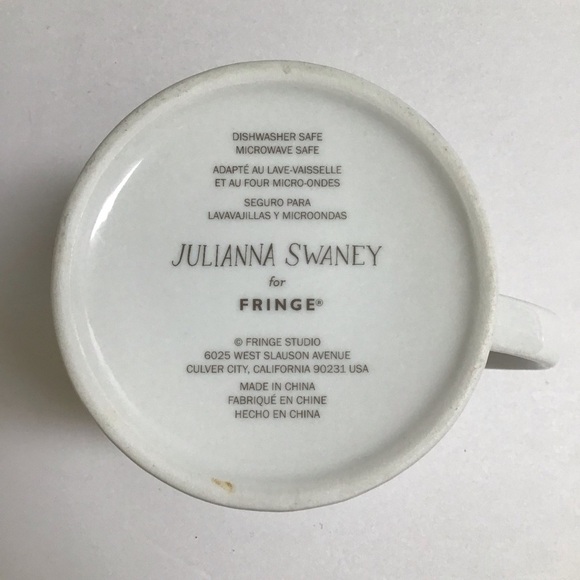 DISHWASHER SAFE
MICROWAVE SAFE
ADAPTÉ AU LAVE-VAISSELLE
ET AU FOUR MICRO-ONDES
SEGURO PARA
LAVAVAJILLAS Y MICROONDAS
JULIANNA SWANEY
for
FRINGE®
© FRINGE STUDIO
6025 WEST SLAUSON AVENUE
CULVER CITY, CALIFORNIA 90231 USA
MADE IN CHINA
FABRIQUÉ EN CHINE
HECHO EN CHINA